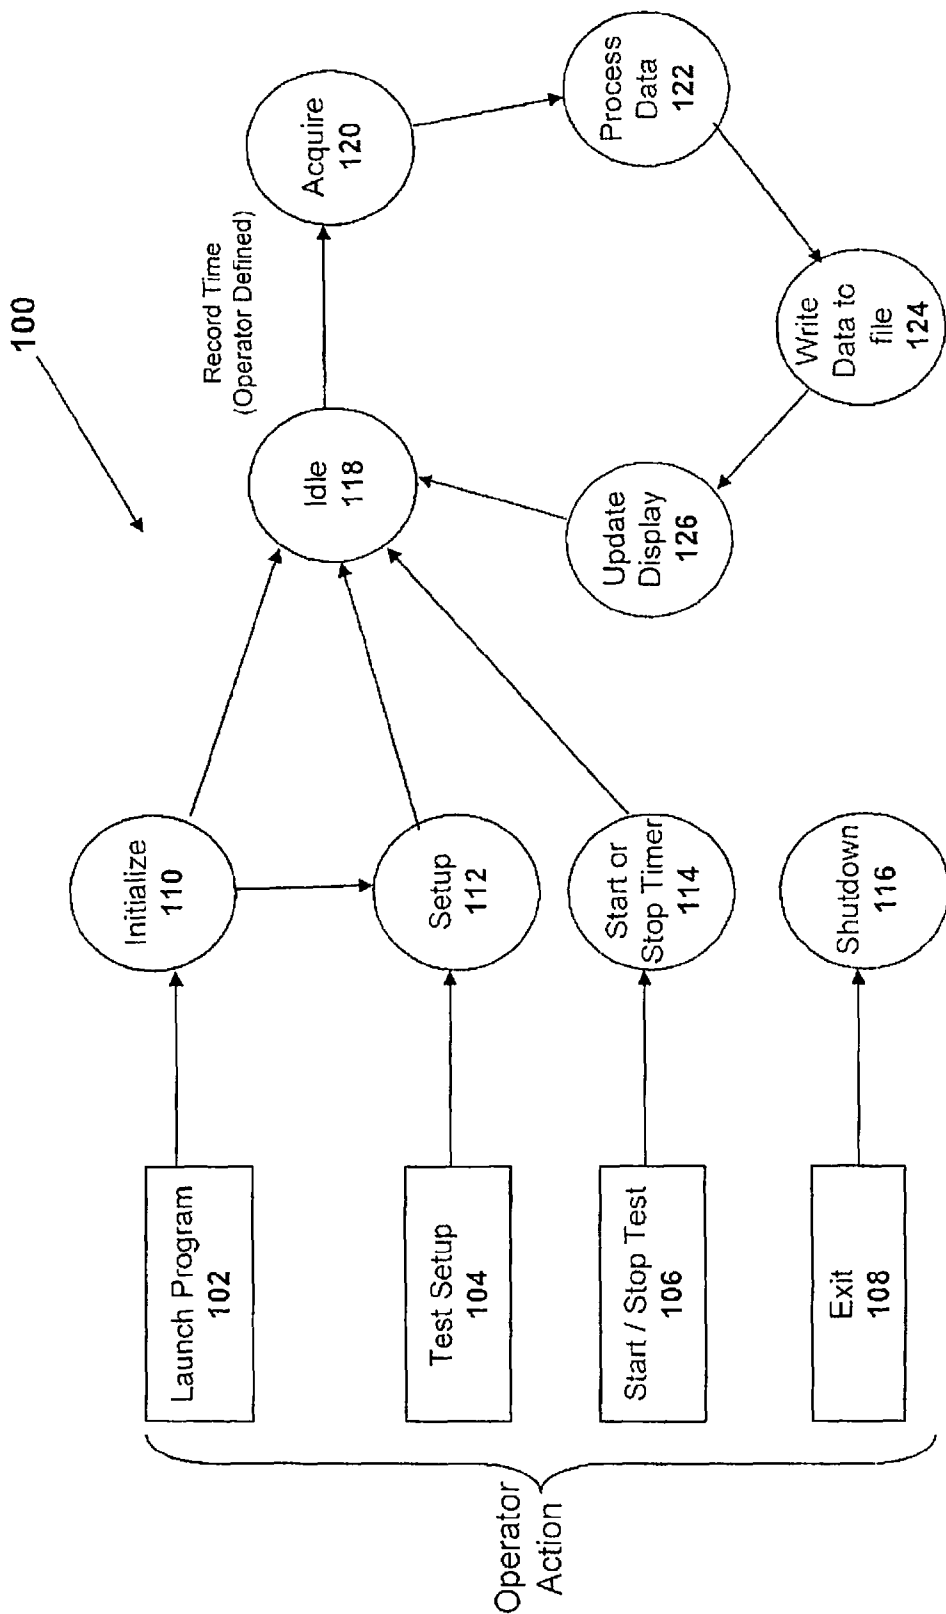 100
Operator
Action
Launch Program
102
Test Setup
104
Start / Stop Test
106
Exit
108
Initialize
110
Setup
112
Start or
Stop Timer
114
Shutdown
116
Idle
118
Record Time
(Operator Defined)
Acquire
120
Process
Data
122
Write
Data to
file
124
Update
Display
126